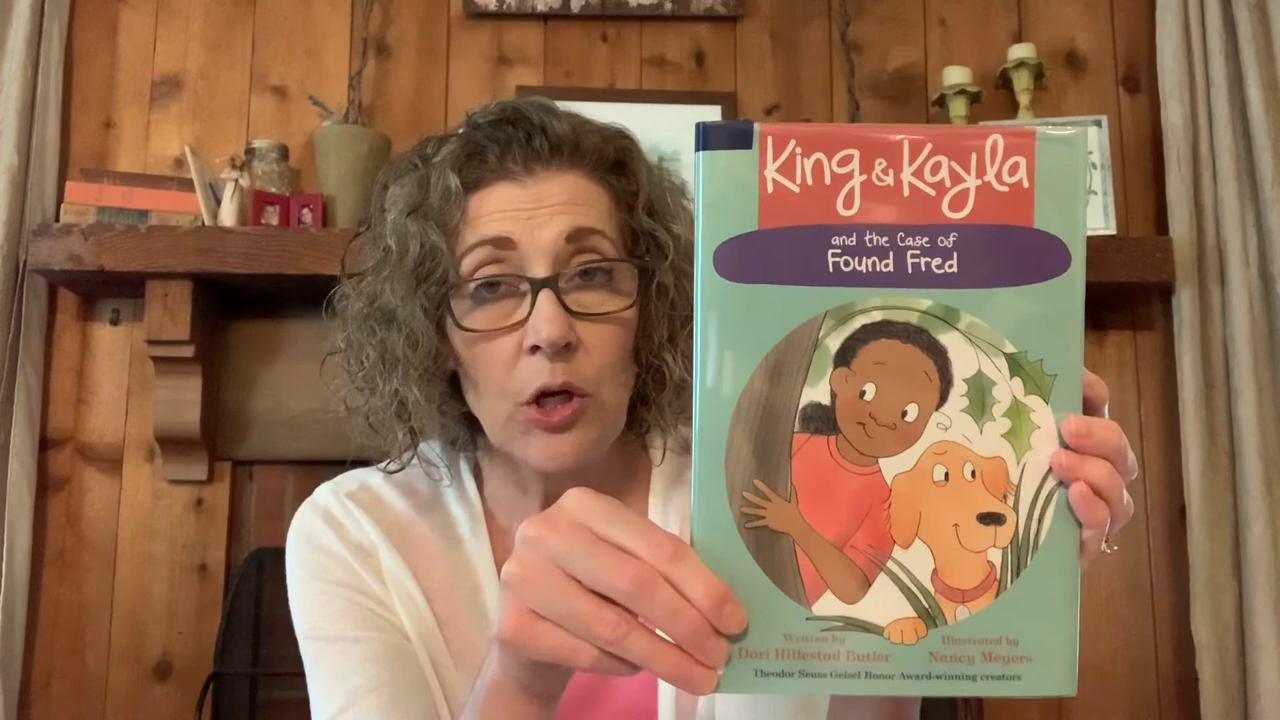 King & Kayla
and the Case of
Found Fred
Written by
Dori Hillestad Butler
Illustrated by
Nancy Meyers
Theodor Seuss Geisel Honor Award-winning creators